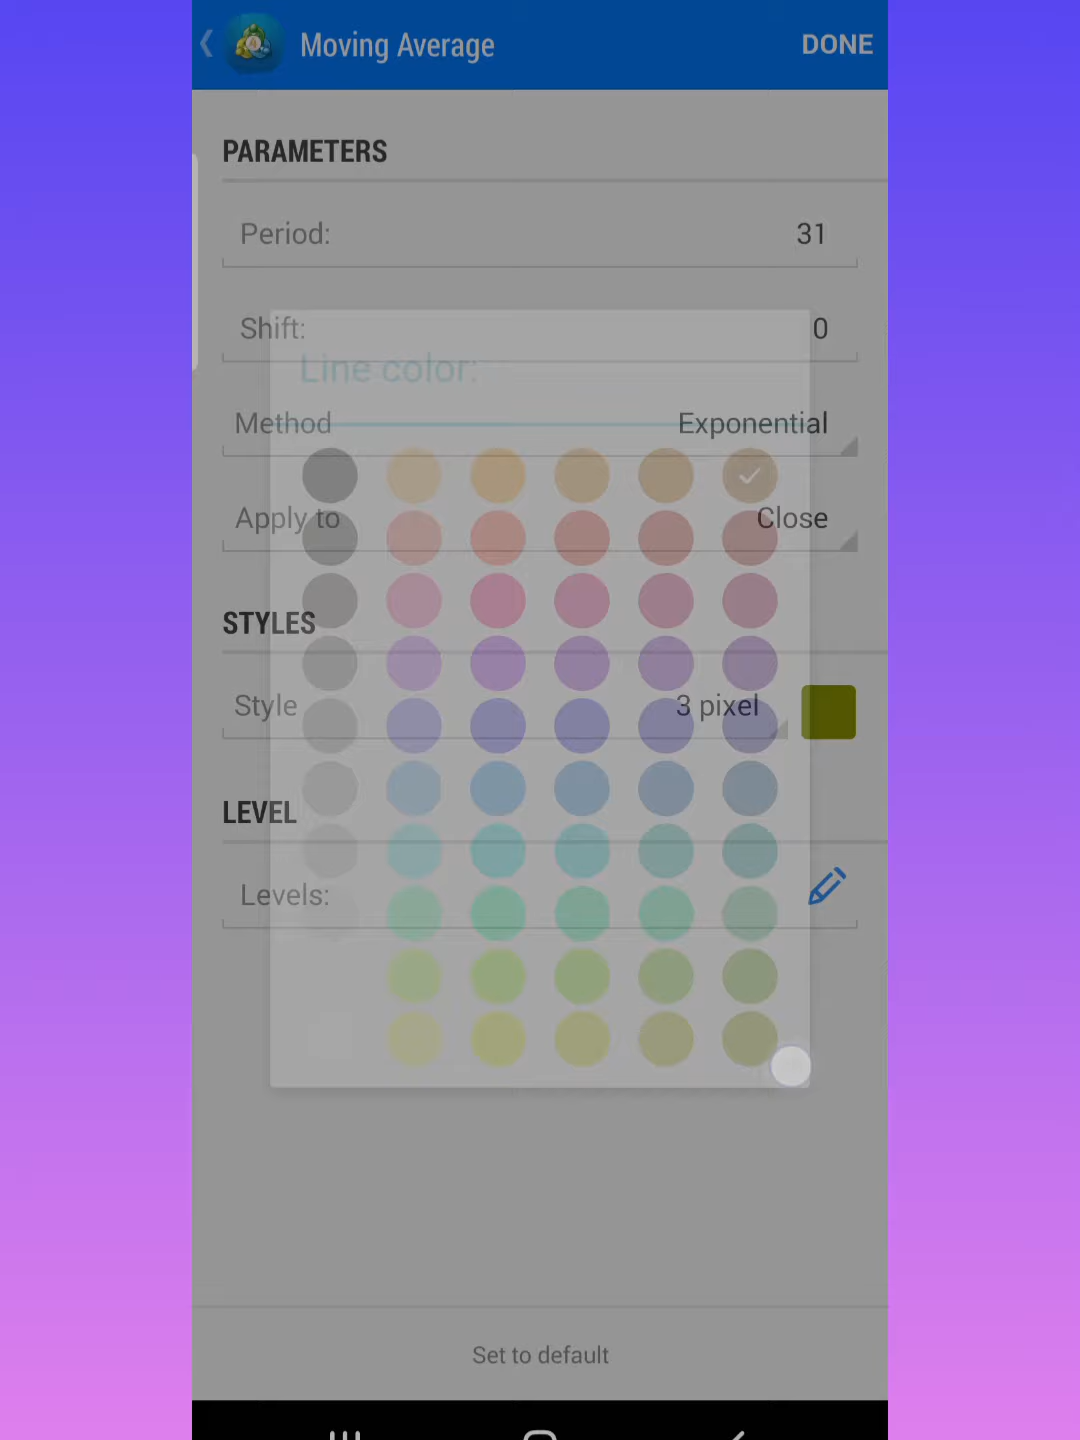 Moving Average DONE
PARAMETERS
Period: 31
Shift: 0
Line color:
Method Exponential
Apply to Close
STYLES
Style 3 pixel
LEVEL
Levels:
Set to default